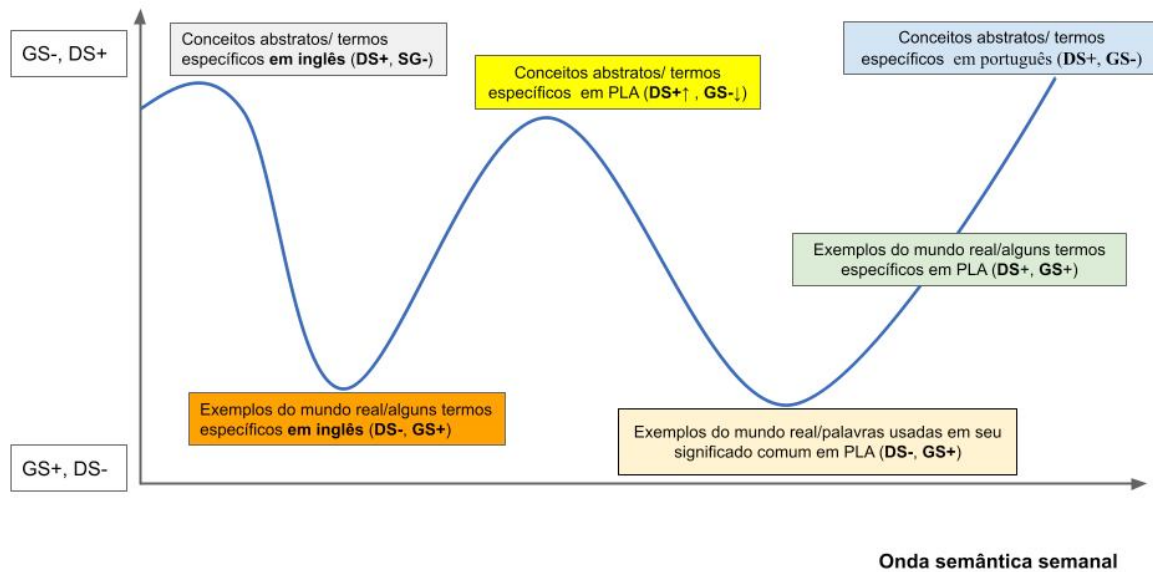 GS-, DS+
Conceitos abstratos/ termos
específicos em inglês (DS+, SG-)
Conceitos abstratos/ termos
específicos em PLA (DS+↑ , GS-↓)
Conceitos abstratos/ termos
específicos em português (DS+, GS-)
Exemplos do mundo real/alguns termos
específicos em PLA (DS+, GS+)
Exemplos do mundo real/alguns termos
específicos em inglês (DS-, GS+)
Exemplos do mundo real/palavras usadas em seu
significado comum em PLA (DS-, GS+)
GS+, DS-
Onda semântica semanal